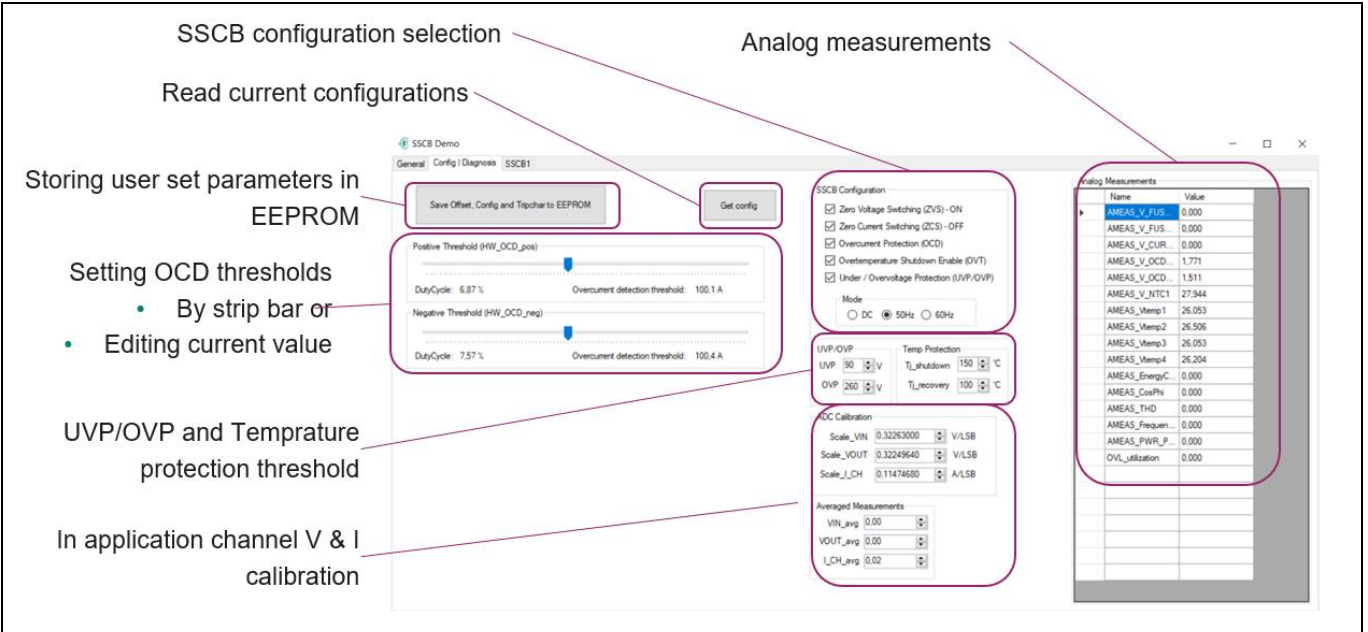 SSCB configuration selection
Analog measurements
Read current configurations
Storing user set parameters in
EEPROM
Setting OCD thresholds
• By strip bar or
• Editing current value
UVP/OVP and Temprature
protection threshold
In application channel V & I
calibration
SSCB Demo
General Config | Diagnosis SSCB1
Save Offset, Config and Tripchar to EEPROM
Get config
Positive Threshold (HW_OCD_pos)
DutyCycle: 6,87 % Overcurrent detection threshold: 100,1 A
Negative Threshold (HW_OCD_neg)
DutyCycle: 7,57 % Overcurrent detection threshold: 100,4 A
SSCB Configuration
Zero Voltage Switching (ZVS) - ON
Zero Current Switching (ZCS) - OFF
Overcurrent Protection (OCD)
Overtemperature Shutdown Enable (OVT)
Under / Overvoltage Protection (UVP/OVP)
Mode
DC 50Hz 60Hz
UVP/OVP
UVP 90 V
OVP 260 V
Temp Protection
Tj_shutdown 150 °C
Tj_recovery 100 °C
ADC Calibration
Scale_VIN 0,32263000 V/LSB
Scale_VOUT 0,32249640 V/LSB
Scale_I_CH 0,11474680 A/LSB
Averaged Measurements
VIN_avg 0,00
VOUT_avg 0,00
I_CH_avg 0,02
Analog Measurements
Name Value
AMEAS_V_FUS... 0,000
AMEAS_V_FUS... 0,000
AMEAS_V_CUR... 0,000
AMEAS_V_OCD... 1,771
AMEAS_V_OCD... 1,511
AMEAS_V_NTC1 27,944
AMEAS_Vtemp1 26,053
AMEAS_Vtemp2 26,506
AMEAS_Vtemp3 26,053
AMEAS_Vtemp4 26,204
AMEAS_EnergyC... 0,000
AMEAS_CosPhi 0,000
AMEAS_THD 0,000
AMEAS_Frequen... 0,000
AMEAS_PWR_P... 0,000
OVL_utilization 0,000